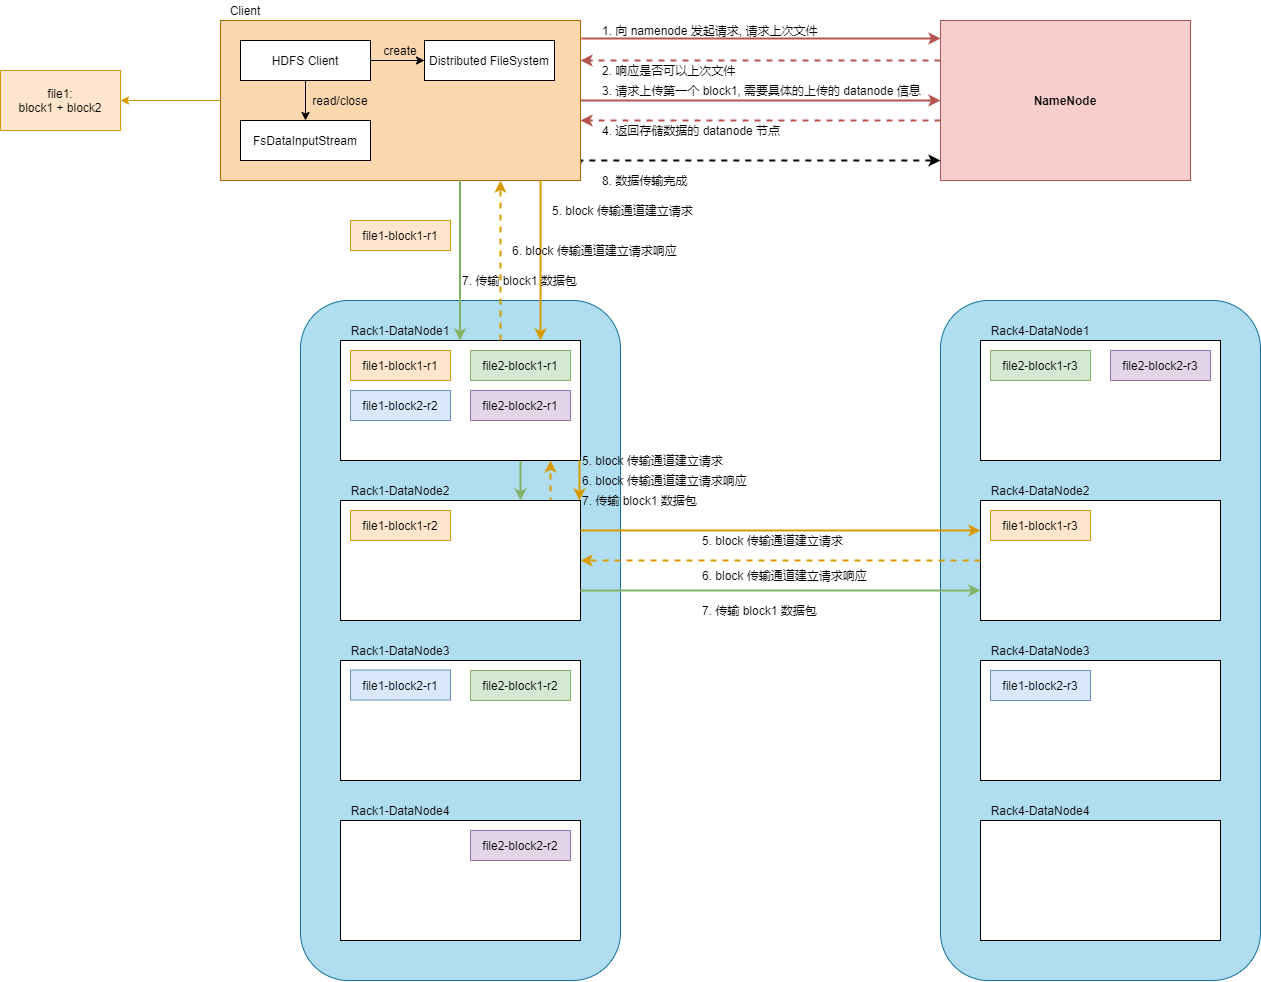 Client
HDFS Client
create
Distributed FileSystem
read/close
FsDataInputStream
file1:
block1 + block2
1. 向 namenode 发起请求, 请求上次文件
2. 响应是否可以上次文件
3. 请求上传第一个 block1, 需要具体的上传的 datanode 信息
4. 返回存储数据的 datanode 节点
8. 数据传输完成
NameNode
5. block 传输通道建立请求
file1-block1-r1
6. block 传输通道建立请求响应
7. 传输 block1 数据包
Rack1-DataNode1
file1-block1-r1
file2-block1-r1
file1-block2-r2
file2-block2-r1
Rack4-DataNode1
file2-block1-r3
file2-block2-r3
5. block 传输通道建立请求
6. block 传输通道建立请求响应
7. 传输 block1 数据包
Rack1-DataNode2
file1-block1-r2
Rack4-DataNode2
file1-block1-r3
5. block 传输通道建立请求
6. block 传输通道建立请求响应
7. 传输 block1 数据包
Rack1-DataNode3
file1-block2-r1
file2-block1-r2
Rack4-DataNode3
file1-block2-r3
Rack1-DataNode4
file2-block2-r2
Rack4-DataNode4